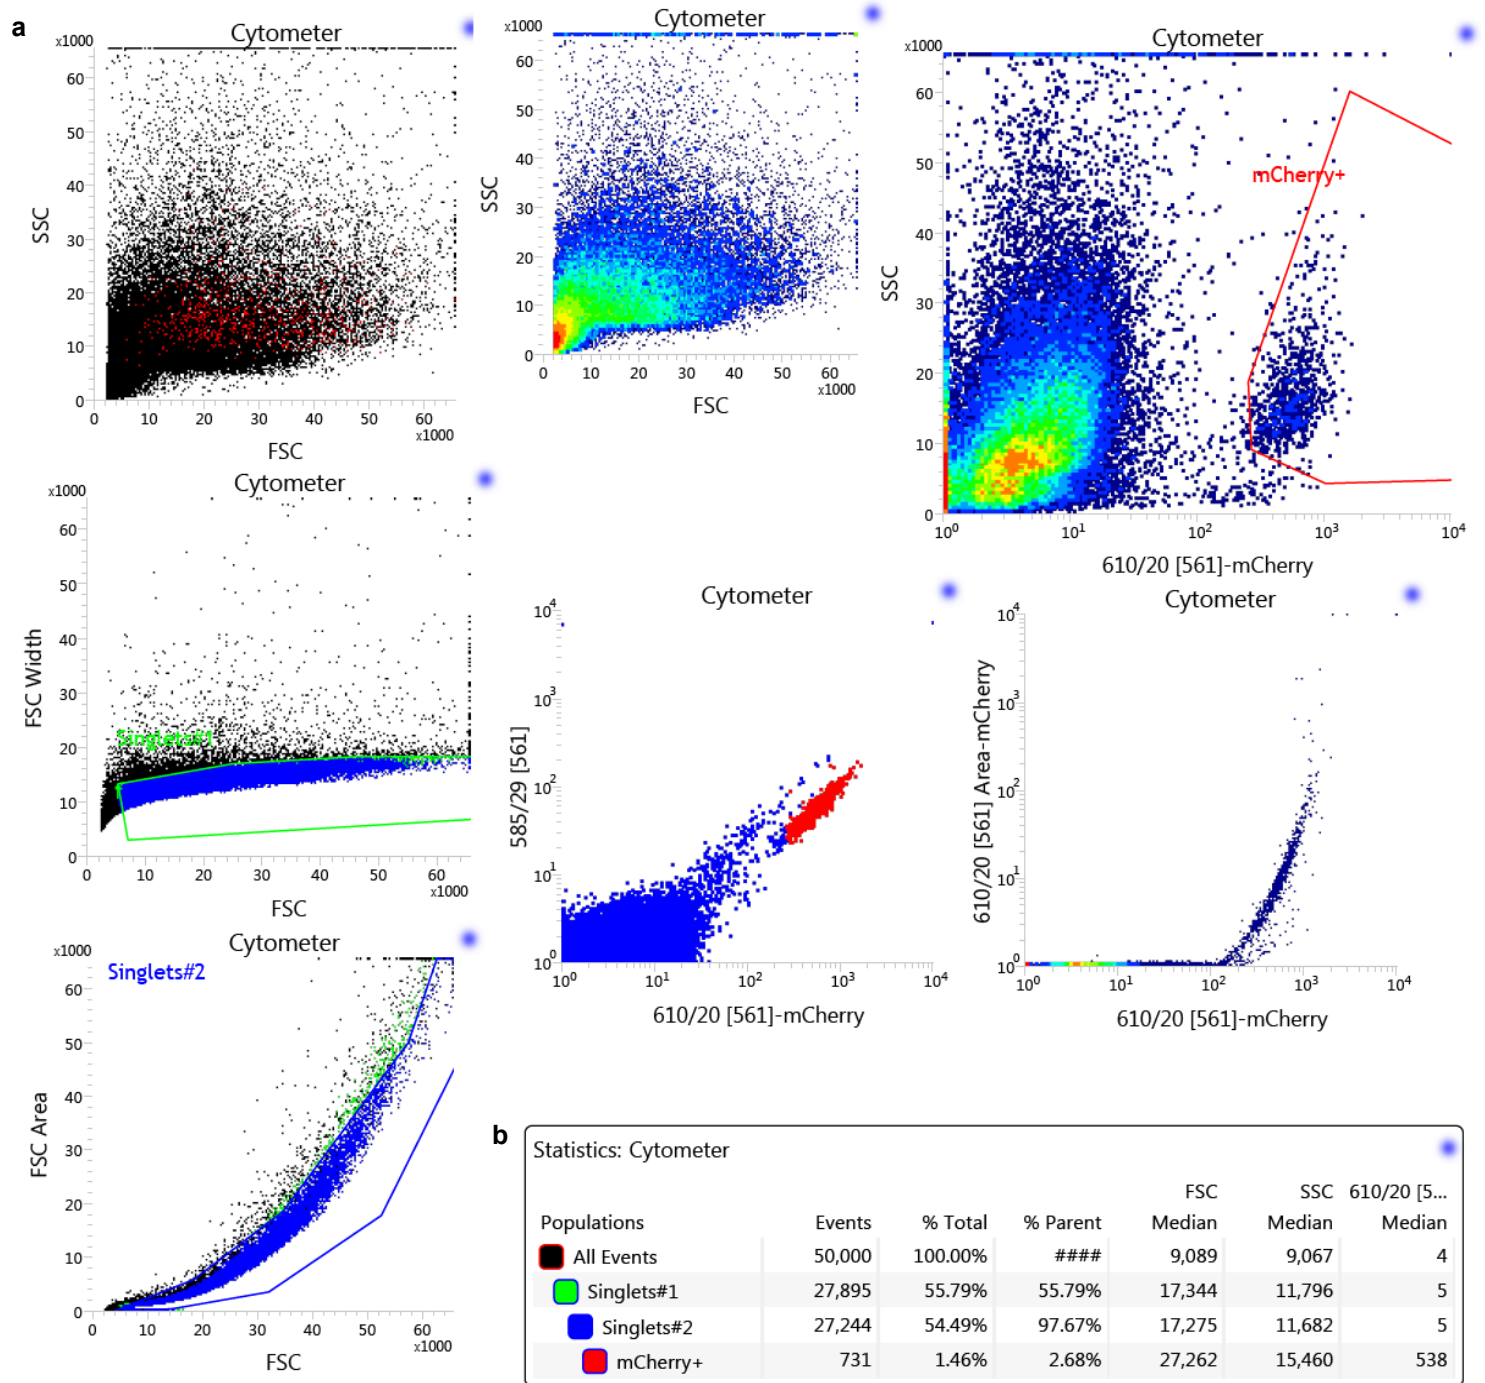 a
Cytometer
x1000
60
50
40
30
20
10
0
SSC
0 10 20 30 40 50 60
x1000
FSC
Cytometer
x1000
60
50
40
30
20
10
0
SSC
0 10 20 30 40 50 60
x1000
FSC
Cytometer
x1000
60
50
40
30
20
10
0
SSC
mCherry+
10^0 10^1 10^2 10^3 10^4
610/20 [561]-mCherry
Cytometer
x1000
60
50
40
30
20
10
0
FSC Width
Singlets#1
0 10 20 30 40 50 60
x1000
FSC
Cytometer
10^4
10^3
10^2
10^1
10^0
585/29 [561]
10^0 10^1 10^2 10^3 10^4
610/20 [561]-mCherry
Cytometer
10^4
10^3
10^2
10^1
10^0
610/20 [561] Area-mCherry
10^0 10^1 10^2 10^3 10^4
610/20 [561]-mCherry
Cytometer
x1000
Singlets#2
60
50
40
30
20
10
0
FSC Area
0 10 20 30 40 50 60
x1000
FSC
b
Statistics: Cytometer
FSC SSC 610/20 [5...
Populations Events % Total % Parent Median Median Median
All Events 50,000 100.00% #### 9,089 9,067 4
Singlets#1 27,895 55.79% 55.79% 17,344 11,796 5
Singlets#2 27,244 54.49% 97.67% 17,275 11,682 5
mCherry+ 731 1.46% 2.68% 27,262 15,460 538